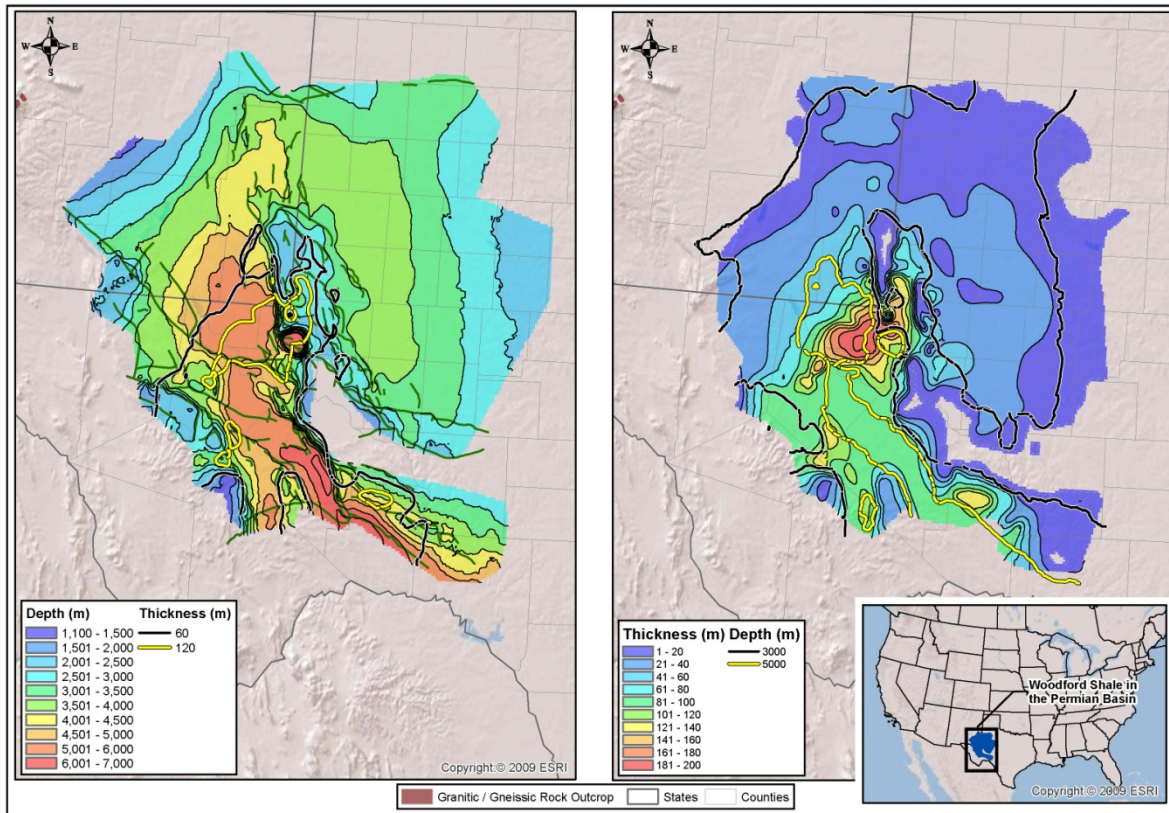 N
W E
S
Depth (m) Thickness (m)
1,100 - 1,500 60
1,501 - 2,000 120
2,001 - 2,500
2,501 - 3,000
3,001 - 3,500
3,501 - 4,000
4,001 - 4,500
4,501 - 5,000
5,001 - 6,000
6,001 - 7,000
Copyright:© 2009 ESRI
N
W E
S
Thickness (m) Depth (m)
1 - 20 3000
21 - 40 5000
41 - 60
61 - 80
81 - 100
101 - 120
121 - 140
141 - 160
161 - 180
181 - 200
Copyright:© 2009 ESRI
Woodford Shale in
the Permian Basin
Copyright:© 2009 ESRI
Granitic / Gneissic Rock Outcrop States Counties